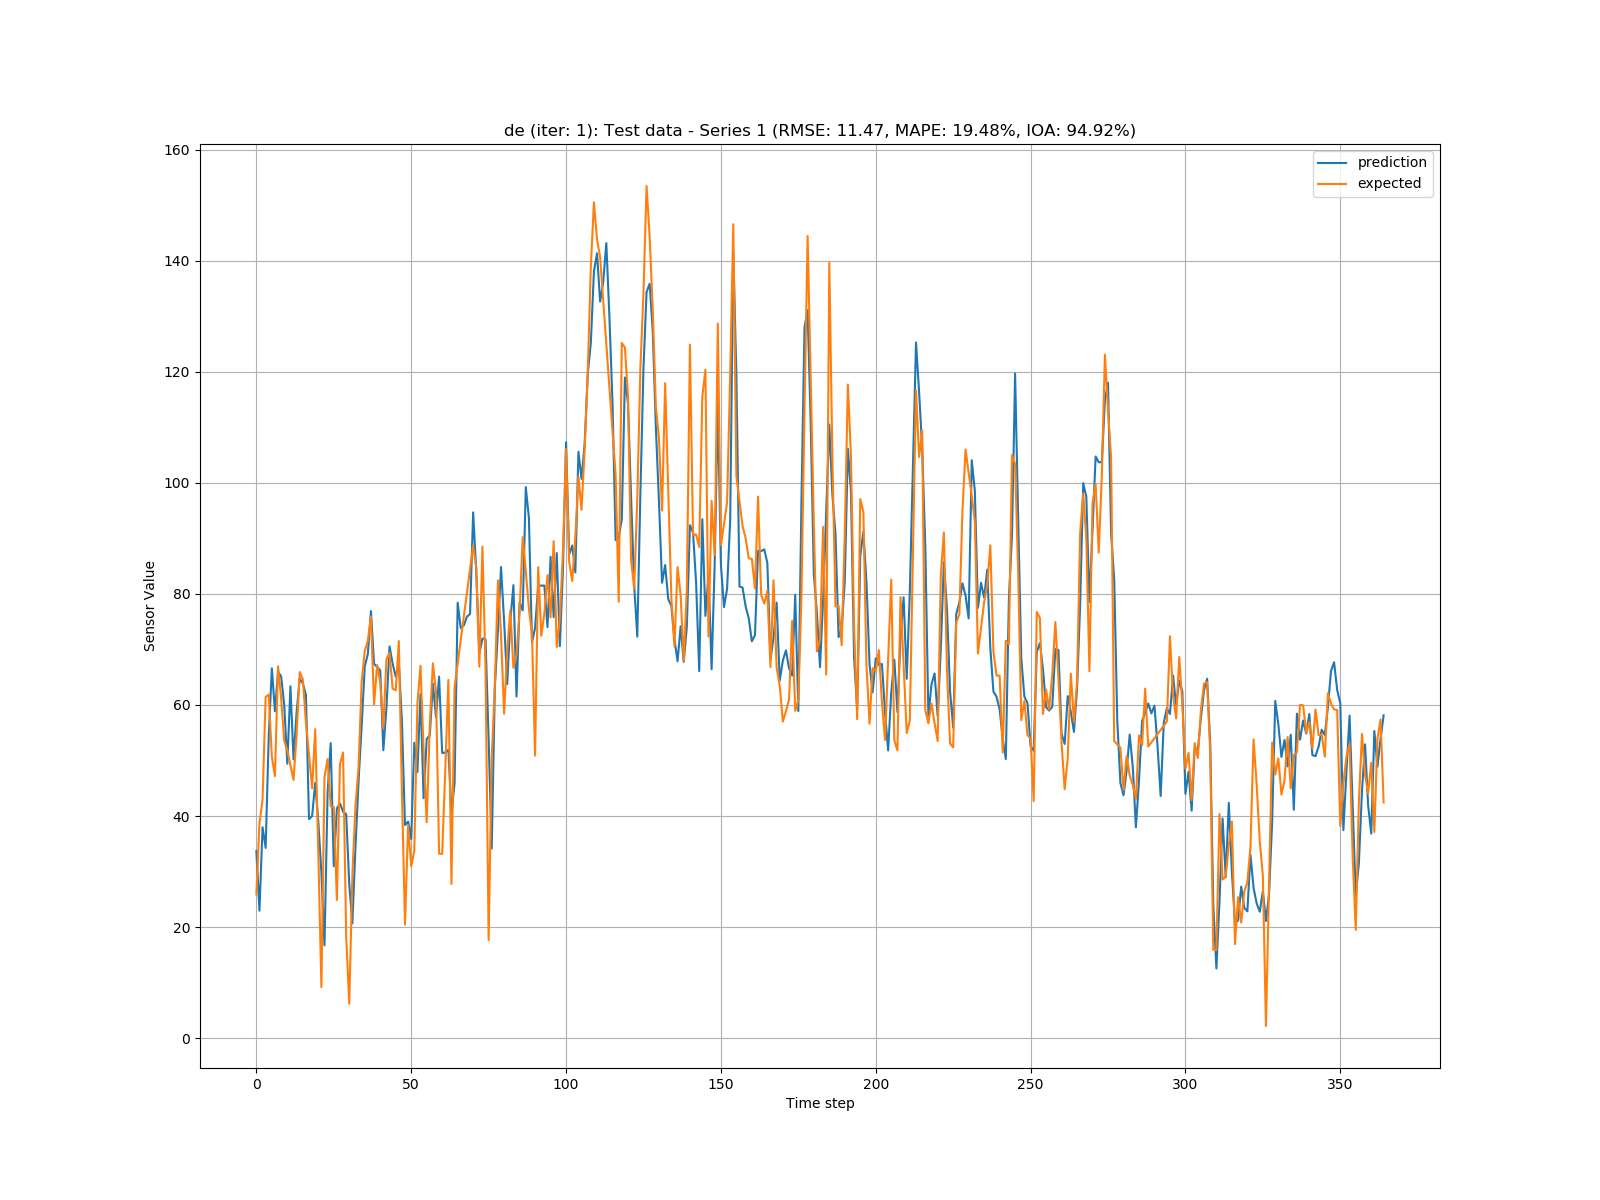 de (iter: 1): Test data - Series 1 (RMSE: 11.47, MAPE: 19.48%, IOA: 94.92%)
prediction
expected
160
140
120
100
80
60
40
20
0
Sensor Value
0 50 100 150 200 250 300 350
Time step